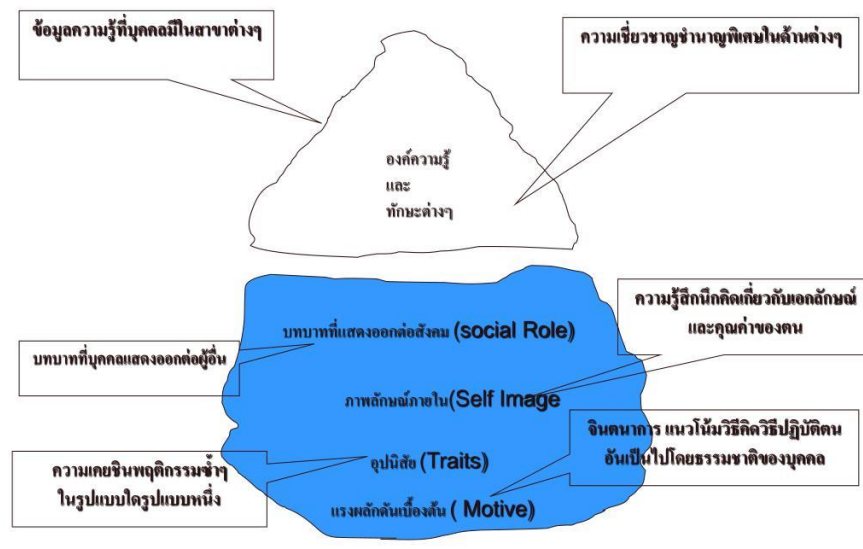 ข้อมูลความรู้ที่บุคคลมีในสาขาต่างๆ
ความเชี่ยวชาญชำนาญพิเศษในด้านต่างๆ
องค์ความรู้
และ
ทักษะต่างๆ
ความรู้สึกนึกคิดเกี่ยวกับเอกลักษณ์
และคุณค่าของตน
บทบาทที่แสดงออกต่อสังคม (social Role)
บทบาทที่บุคคลแสดงออกต่อผู้อื่น
ภาพลักษณ์ภายใน(Self Image
จินตนาการ แนวโน้มวิธีคิดวิธีปฏิบัติตน
อันเป็นไปโดยธรรมชาติของบุคคล
อุปนิสัย (Traits)
ความเคยชินพฤติกรรมซ้ำๆ
ในรูปแบบใดรูปแบบหนึ่ง
แรงผลักดันเบื้องต้น ( Motive)